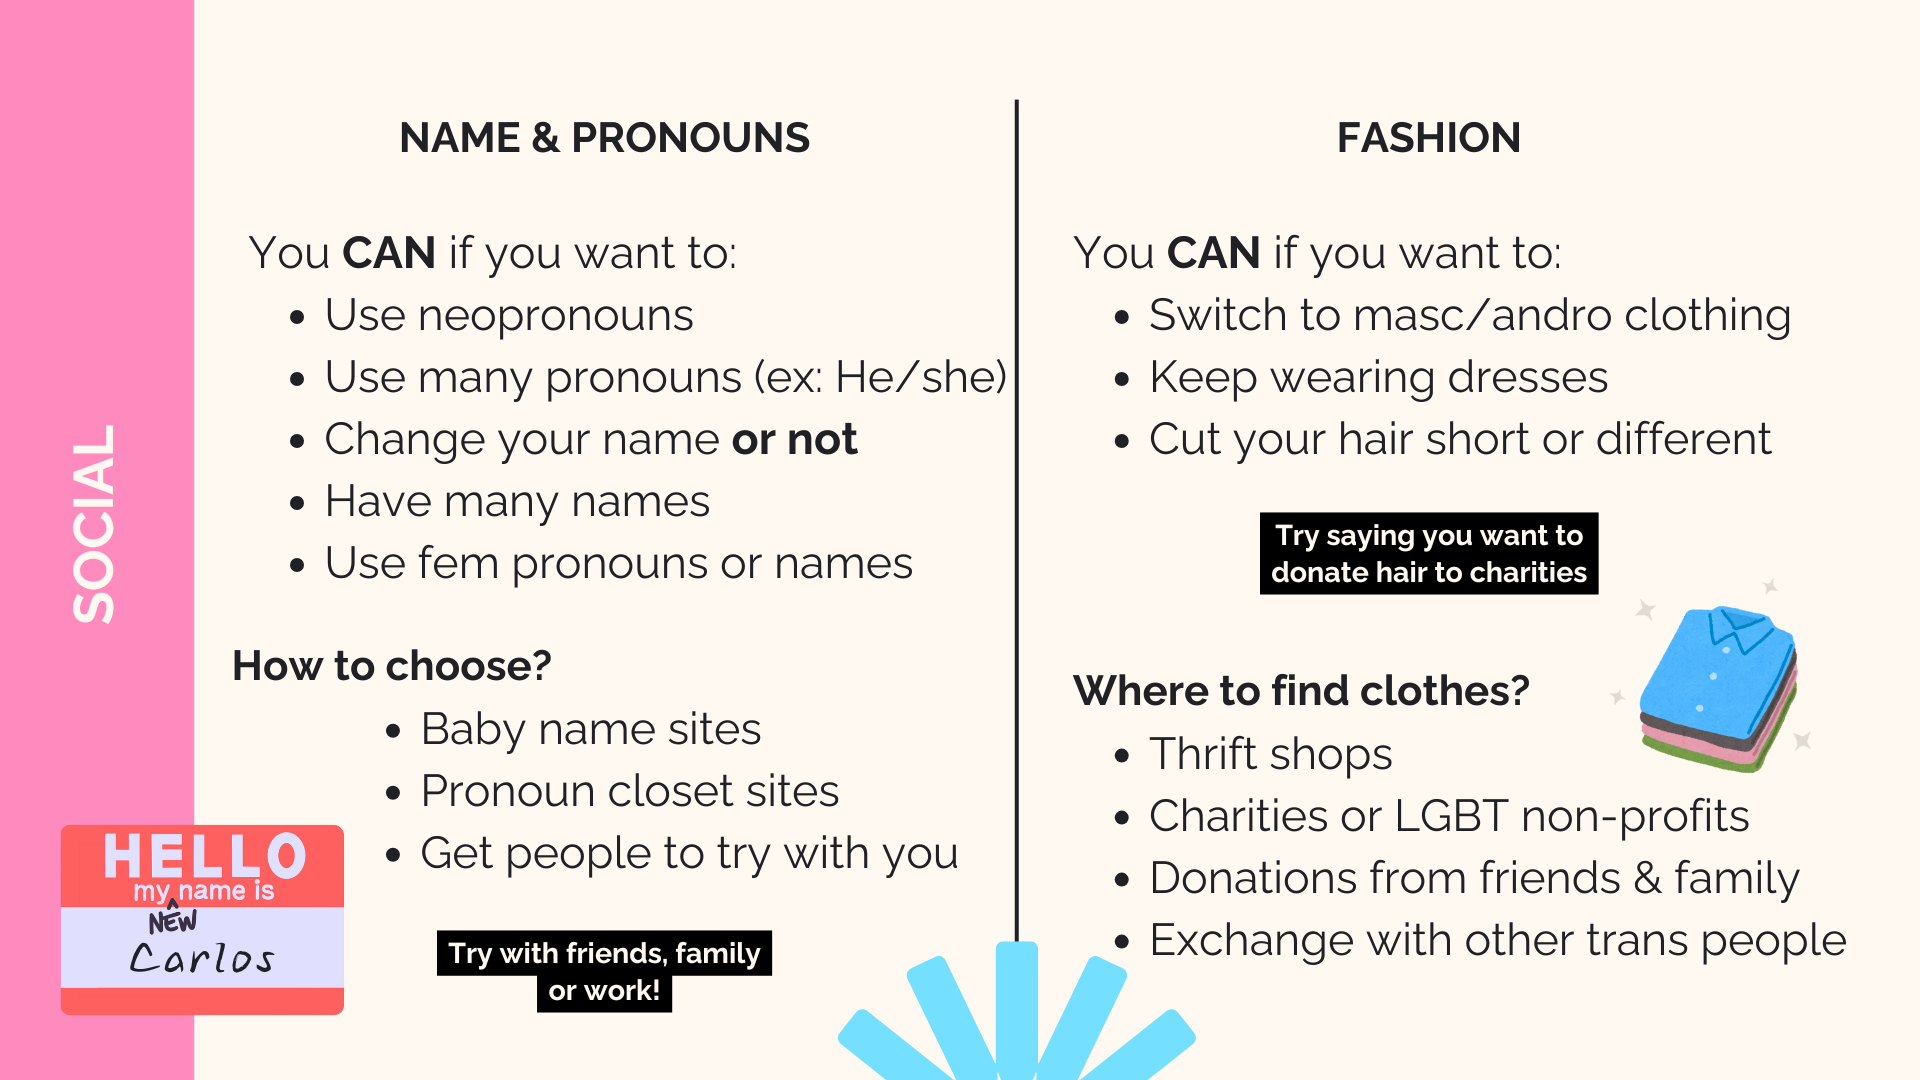 SOCIAL
NAME & PRONOUNS
You CAN if you want to:
Use neopronouns
Use many pronouns (ex: He/she)
Change your name or not
Have many names
Use fem pronouns or names
How to choose?
Baby name sites
Pronoun closet sites
Get people to try with you
Try with friends, family
or work!
HELLO
my name is
NEW
Carlos
FASHION
You CAN if you want to:
Switch to masc/andro clothing
Keep wearing dresses
Cut your hair short or different
Try saying you want to
donate hair to charities
Where to find clothes?
Thrift shops
Charities or LGBT non-profits
Donations from friends & family
Exchange with other trans people